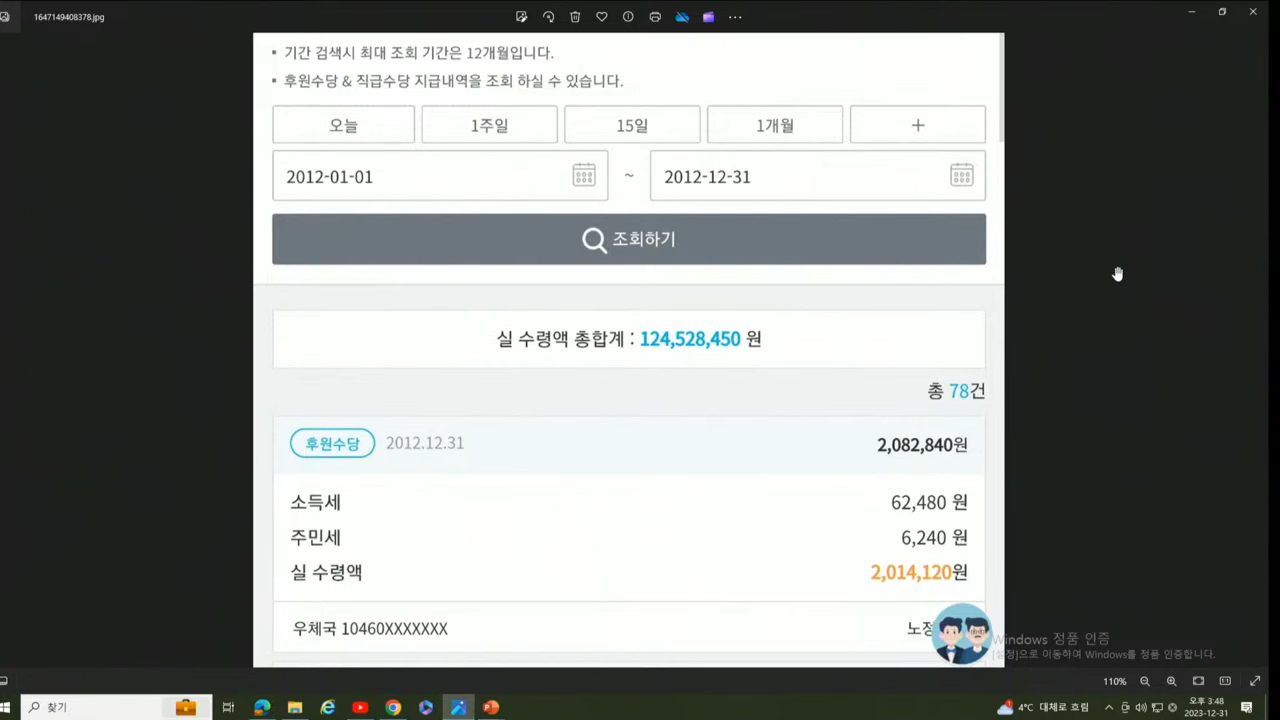 1647149408378.jpg
▪ 기간 검색시 최대 조회 기간은 12개월입니다.
▪ 후원수당 & 직급수당 지급내역을 조회 하실 수 있습니다.
오늘 1주일 15일 1개월 +
2012-01-01 ~ 2012-12-31
조회하기
실 수령액 총합계 : 124,528,450 원
총 78건
후원수당 2012.12.31 2,082,840원
소득세 62,480 원
주민세 6,240 원
실 수령액 2,014,120원
우체국 10460XXXXXXX 노정
Windows 정품 인증
[설정]으로 이동하여 Windows를 정품 인증합니다.
110%
찾기
4°C 대체로 흐림
오후 3:48
2023-12-31